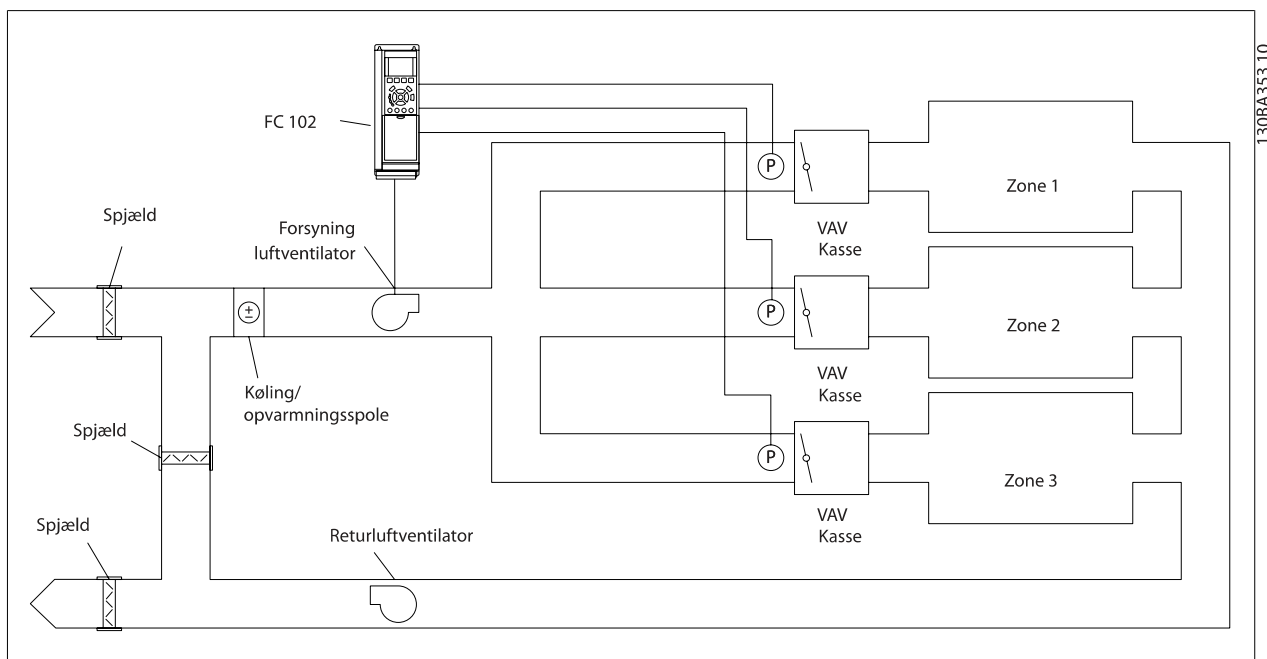 130BA353.10
FC 102
Spjæld
Forsyning
luftventilator
P
VAV
Kasse
Zone 1
±
Køling/
opvarmningsspole
P
VAV
Kasse
Zone 2
Spjæld
P
VAV
Kasse
Zone 3
Spjæld
Returluftventilator